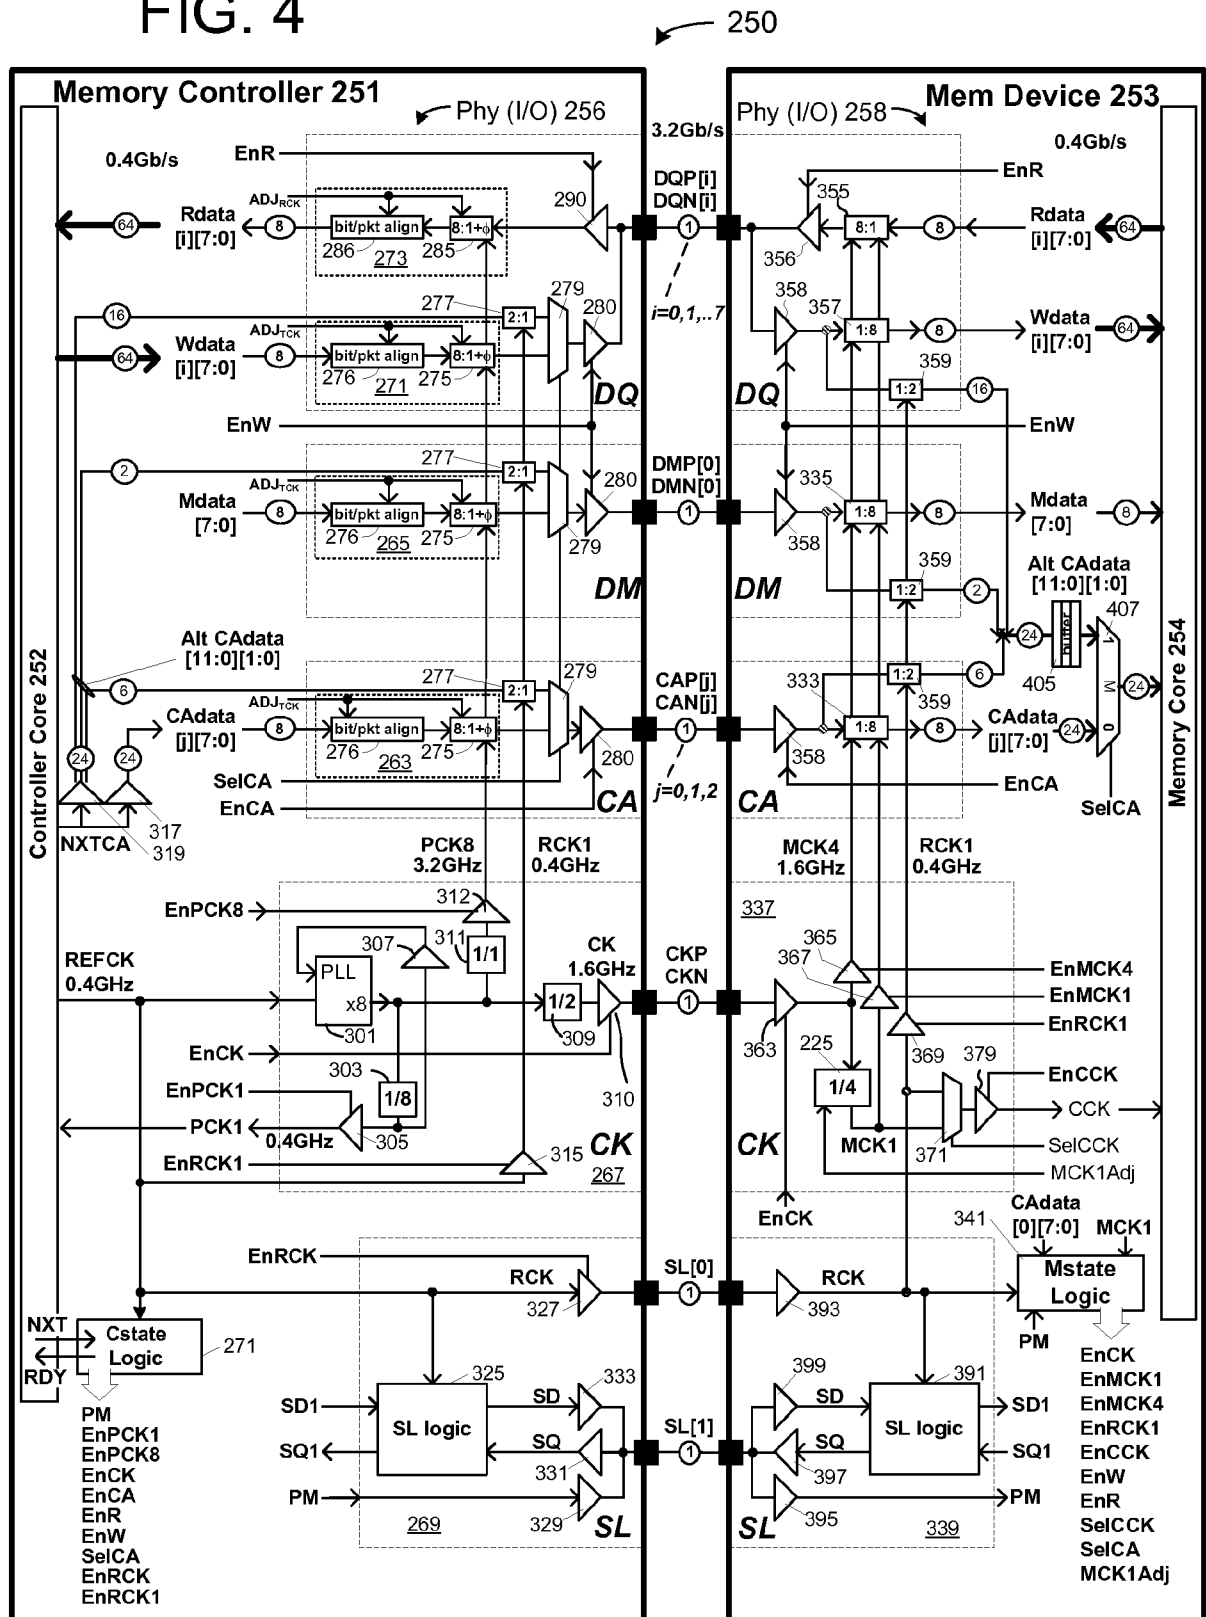 FIG. 4
250
Memory Controller 251
Mem Device 253
Phy (I/O) 256
3.2Gb/s
Phy (I/O) 258
0.4Gb/s
0.4Gb/s
EnR
EnR
DQP[i]
DQN[i]
ADJRCK
290
355
64
Rdata
[i][7:0]
8
bit/pkt align
8:1+ϕ
1
8:1
8
Rdata
[i][7:0]
64
286
273
285
356
i=0,1,..7
16
277
2:1
279
280
358
357
ADJTCK
64
Wdata
[i][7:0]
8
bit/pkt align
8:1+ϕ
1:8
8
Wdata
[i][7:0]
64
276
271
275
359
1:2
16
DQ
DQ
EnW
EnW
2
277
2:1
280
DMP[0]
DMN[0]
335
ADJTCK
Mdata
[7:0]
8
bit/pkt align
8:1+ϕ
1
1:8
8
Mdata
[7:0]
8
276
265
275
279
358
359
1:2
2
Alt CAdata
[11:0][1:0]
DM
DM
407
24
buffer
1
M
0
24
405
Alt CAdata
[11:0][1:0]
6
277
2:1
279
CAP[j]
CAN[j]
1:2
6
359
333
ADJTCK
CAdata
[j][7:0]
8
bit/pkt align
8:1+ϕ
1
1:8
8
CAdata
[j][7:0]
24
276
263
275
280
358
24
24
SelCA
EnCA
j=0,1,2
CA
CA
EnCA
SelCA
317
NXTCA
319
Controller Core 252
Memory Core 254
PCK8
3.2GHz
RCK1
0.4GHz
MCK4
1.6GHz
RCK1
0.4GHz
EnPCK8
312
337
307
311
1/1
CK
1.6GHz
CKP
CKN
365
367
REFCK
0.4GHz
PLL
x8
EnMCK4
EnMCK1
1/2
1
301
309
363
369
EnRCK1
EnCK
303
310
225
379
EnPCK1
1/8
1/4
EnCCK
PCK1
0.4GHz
305
CCK
EnRCK1
315
CK
CK
MCK1
371
SelCCK
267
MCK1Adj
EnCK
341
CAdata
[0][7:0]
MCK1
EnRCK
RCK
SL[0]
RCK
Mstate
Logic
327
1
393
NXT
RDY
Cstate
Logic
271
PM
325
333
399
391
SD1
SL logic
SD
SD
SL logic
SD1
SQ1
SQ
SL[1]
SQ
SQ1
331
1
397
PM
PM
329
395
269
SL
SL
339
PM
EnPCK1
EnPCK8
EnCK
EnCA
EnR
EnW
SelCA
EnRCK
EnRCK1
EnCK
EnMCK1
EnMCK4
EnRCK1
EnCCK
EnW
EnR
SelCCK
SelCA
MCK1Adj